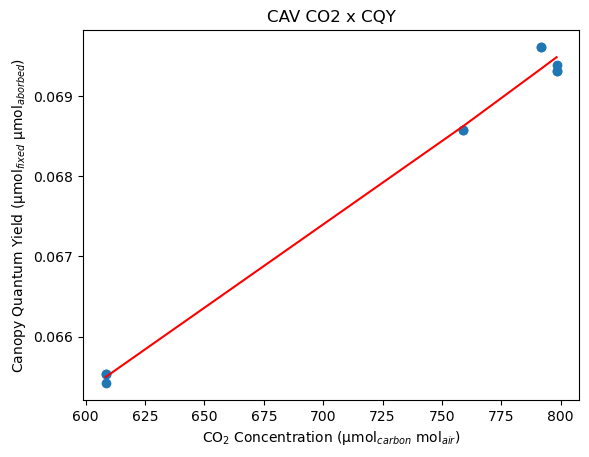 CAV CO2 x CQY
Canopy Quantum Yield (µmol_fixed µmol_aborbed)
0.069
0.068
0.067
0.066
600 625 650 675 700 725 750 775 800
CO₂ Concentration (µmol_carbon mol_air)